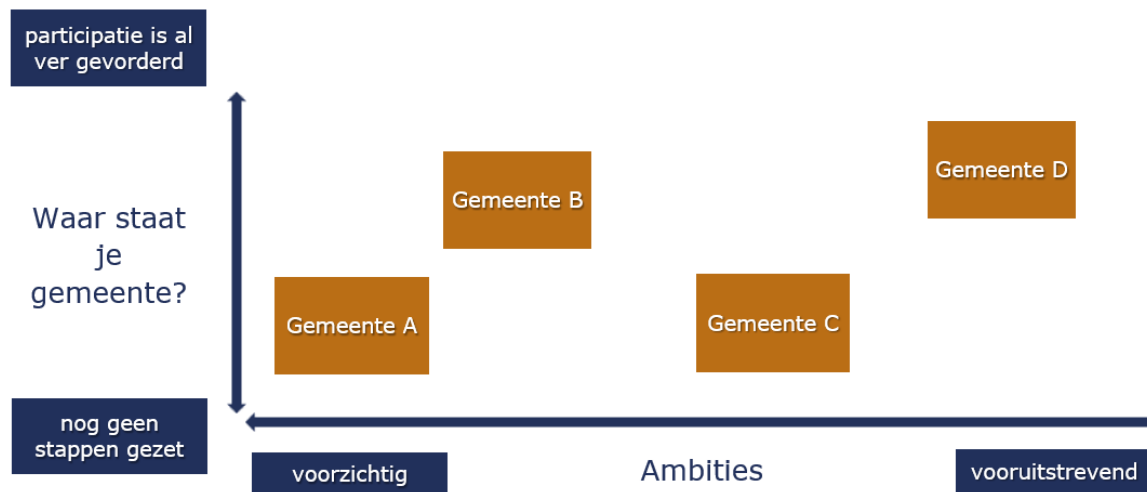 participatie is al
ver gevorderd
Waar staat
je
gemeente?
nog geen
stappen gezet
Gemeente A
Gemeente B
Gemeente C
Gemeente D
voorzichtig
Ambities
vooruitstrevend